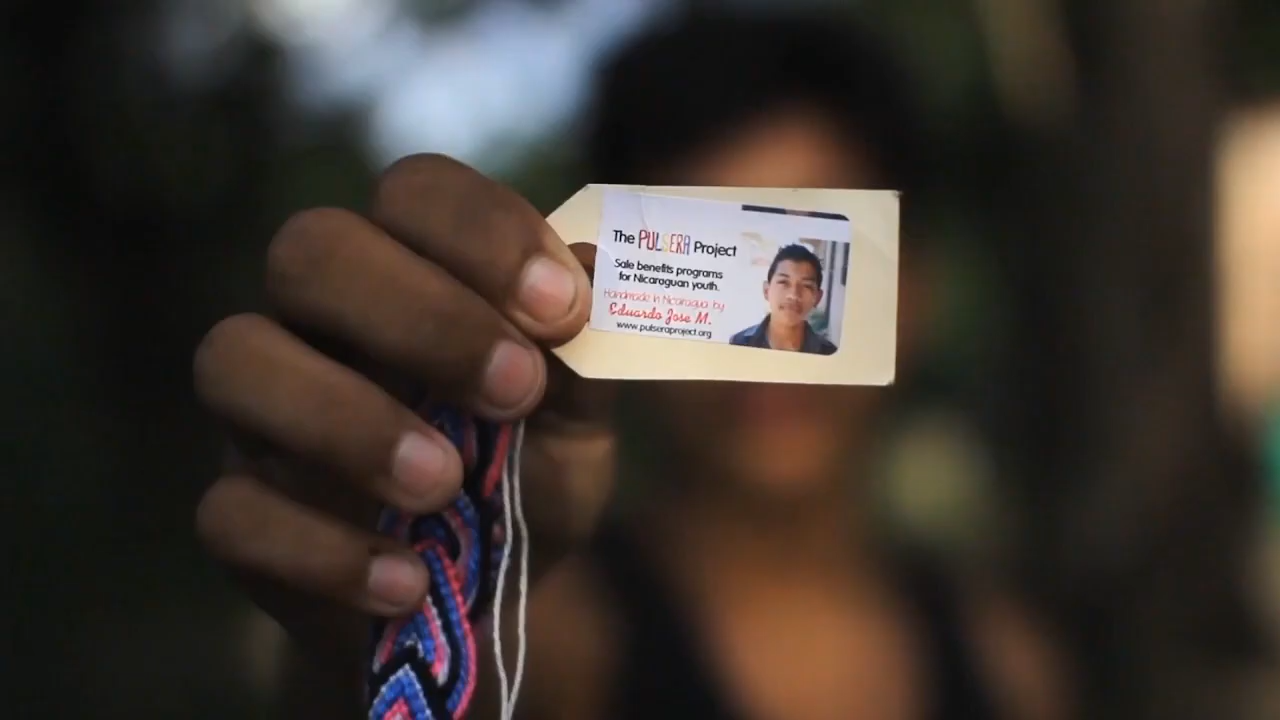 The PULSERA Project
Sale benefits programs
for Nicaraguan youth.
Handmade in Nicaragua by
Eduardo Jose M.
www.pulseraproject.org